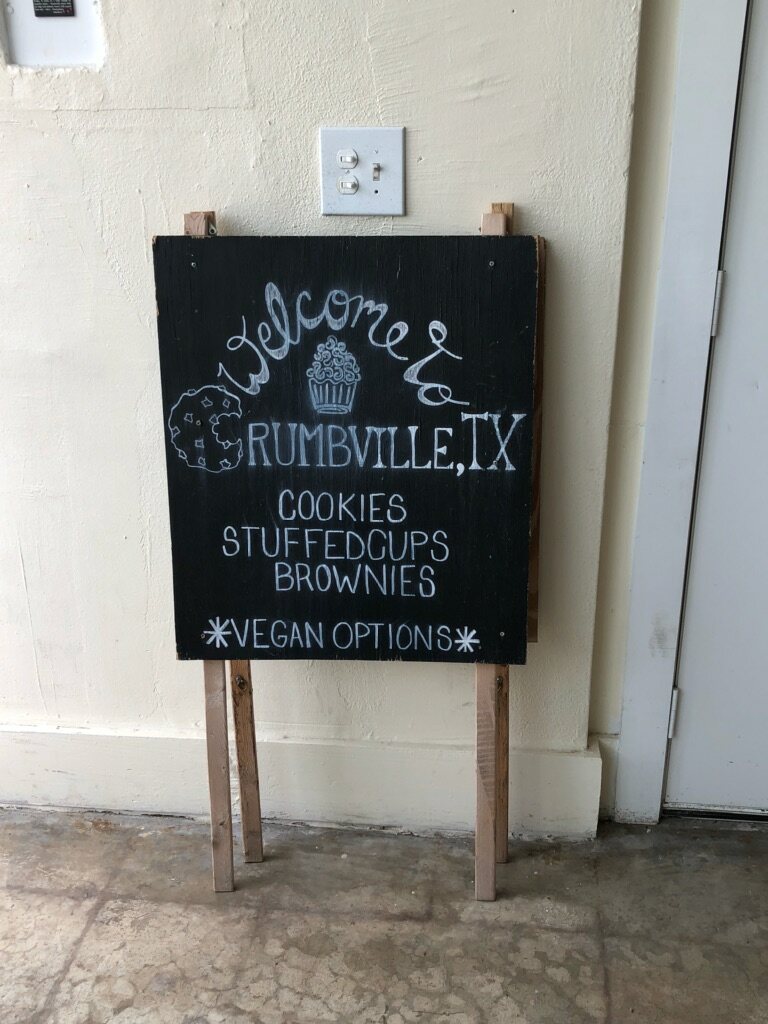 Welcome to
CRUMBVILLE, TX
COOKIES
STUFFEDCUPS
BROWNIES
*VEGAN OPTIONS*